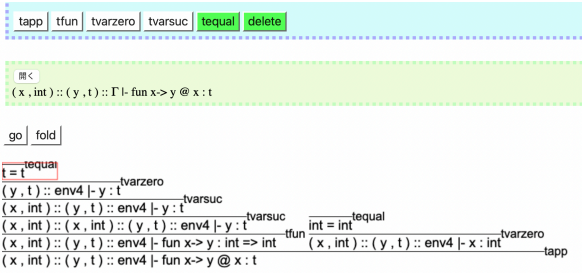 tapp tfun tvarzero tvarsuc tequal delete
開く
( x , int ) :: ( y , t ) :: Γ |- fun x-> y @ x : t
go fold
tequal
t = t
tvarzero
( y , t ) :: env4 |- y : t
tvarsuc
( x , int ) :: ( y , t ) :: env4 |- y : t
tvarsuc tequal
( x , int ) :: ( x , int ) :: ( y , t ) :: env4 |- y : t int = int
tfun tvarzero
( x , int ) :: ( y , t ) :: env4 |- fun x-> y : int => int ( x , int ) :: ( y , t ) :: env4 |- x : int
tapp
( x , int ) :: ( y , t ) :: env4 |- fun x-> y @ x : t